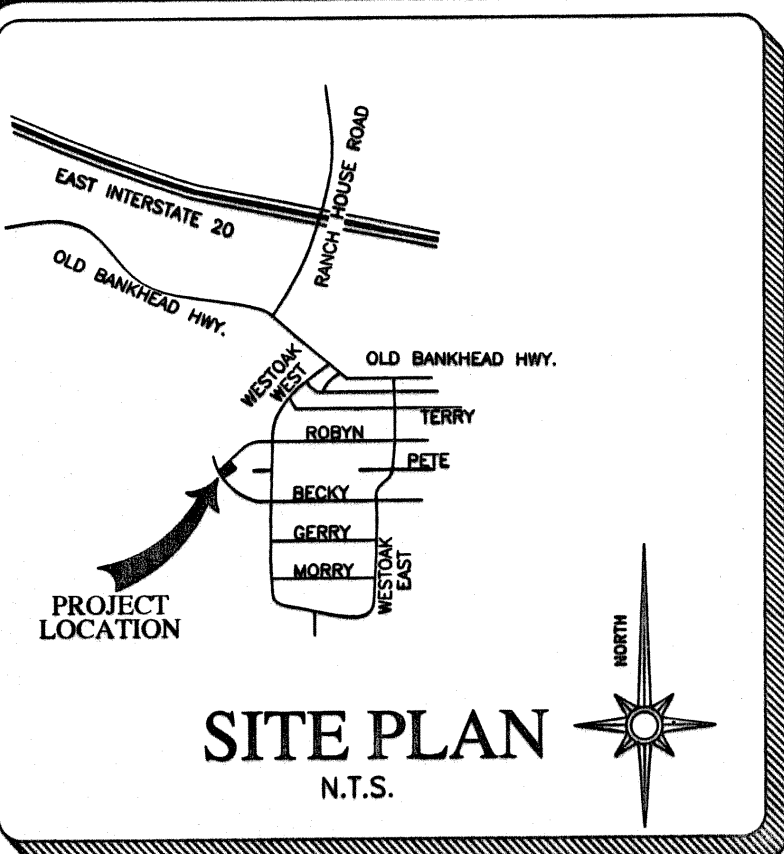 RANCH HOUSE ROAD
EAST INTERSTATE 20
OLD BANKHEAD HWY.
WESTOAK
WEST
OLD BANKHEAD HWY.
TERRY
ROBYN
PETE
BECKY
GERRY
WESTOAK
EAST
MORRY
PROJECT
LOCATION
NORTH
SITE PLAN
N.T.S.